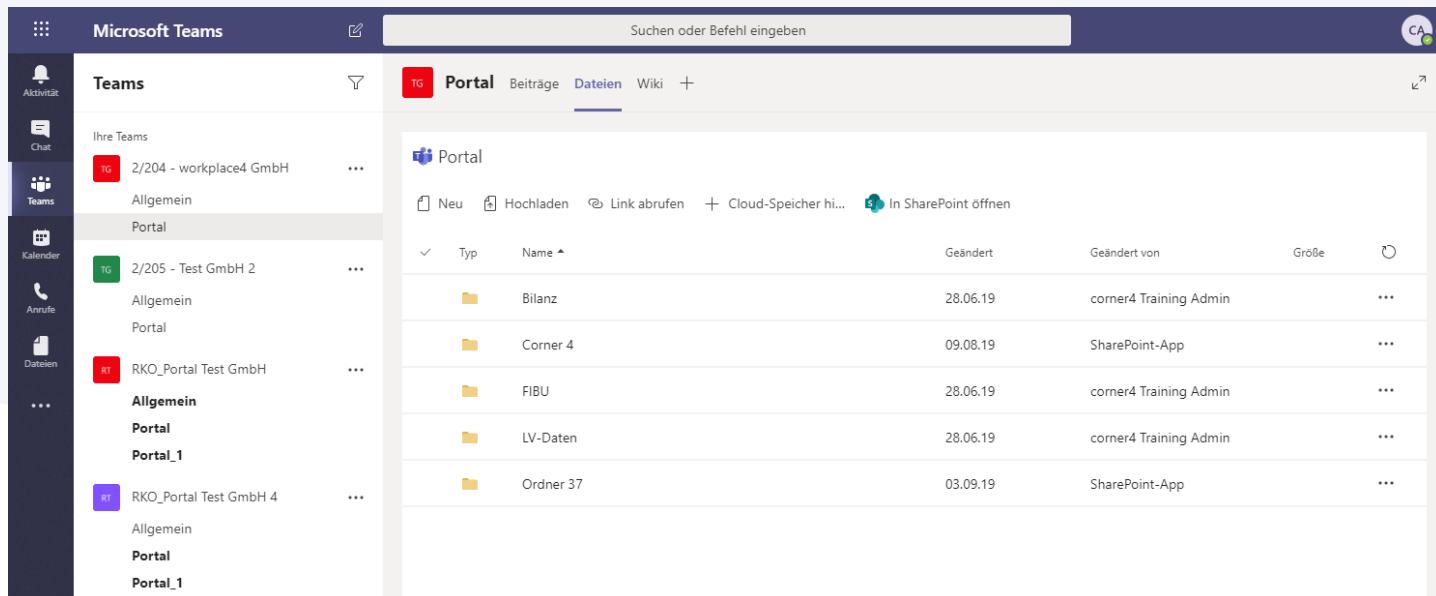 Microsoft Teams
Suchen oder Befehl eingeben
CA
Aktivität
Chat
Teams
Kalender
Anrufe
Dateien
Teams
Ihre Teams
TG 2/204 - workplace4 GmbH
Allgemein
Portal
TG 2/205 - Test GmbH 2
Allgemein
Portal
RT RKO_Portal Test GmbH
Allgemein
Portal
Portal_1
RT RKO_Portal Test GmbH 4
Allgemein
Portal
Portal_1
TG Portal Beiträge Dateien Wiki
Portal
Neu Hochladen Link abrufen Cloud-Speicher hi... In SharePoint öffnen
Typ Name Geändert Geändert von Größe
Bilanz 28.06.19 corner4 Training Admin
Corner 4 09.08.19 SharePoint-App
FIBU 28.06.19 corner4 Training Admin
LV-Daten 28.06.19 corner4 Training Admin
Ordner 37 03.09.19 SharePoint-App